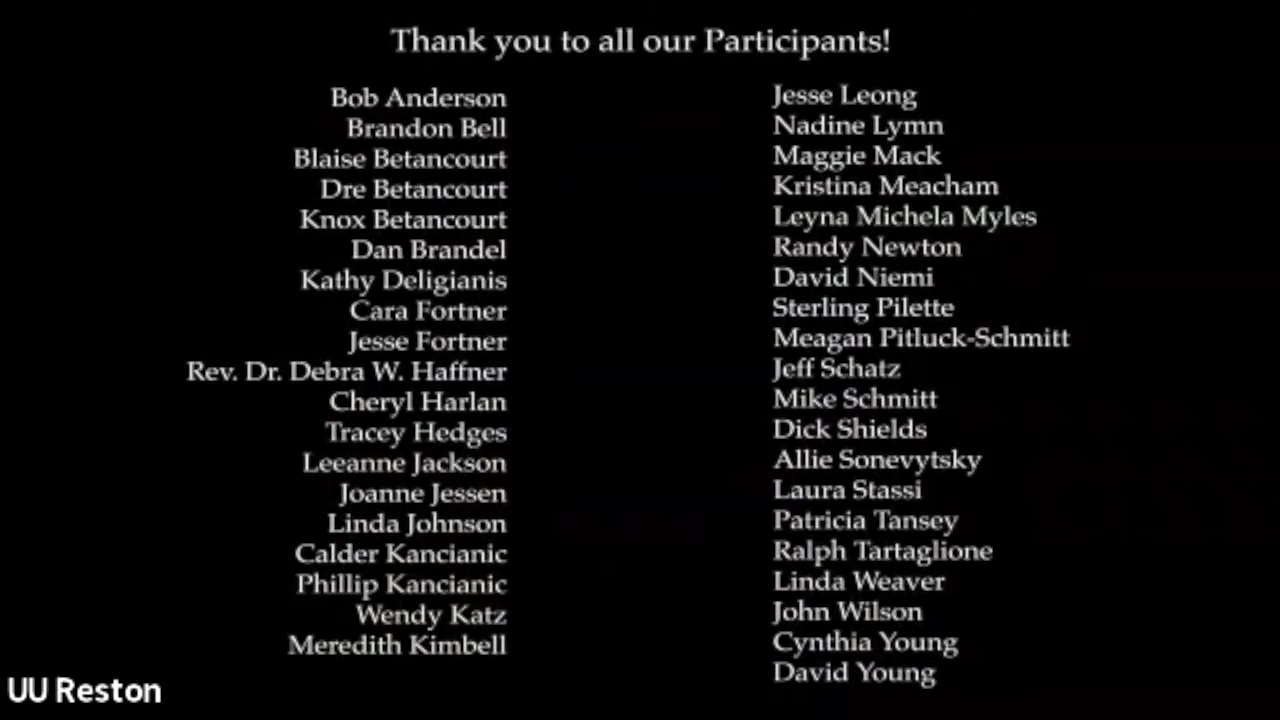 Thank you to all our Participants!
Bob Anderson
Brandon Bell
Blaise Betancourt
Dre Betancourt
Knox Betancourt
Dan Brandel
Kathy Deligianis
Cara Fortner
Jesse Fortner
Rev. Dr. Debra W. Haffner
Cheryl Harlan
Tracey Hedges
Leeanne Jackson
Joanne Jessen
Linda Johnson
Calder Kancianic
Phillip Kancianic
Wendy Katz
Meredith Kimbell
Jesse Leong
Nadine Lymn
Maggie Mack
Kristina Meacham
Leyna Michela Myles
Randy Newton
David Niemi
Sterling Pilette
Meagan Pitluck-Schmitt
Jeff Schatz
Mike Schmitt
Dick Shields
Allie Sonevytsky
Laura Stassi
Patricia Tansey
Ralph Tartaglione
Linda Weaver
John Wilson
Cynthia Young
David Young
UU Reston